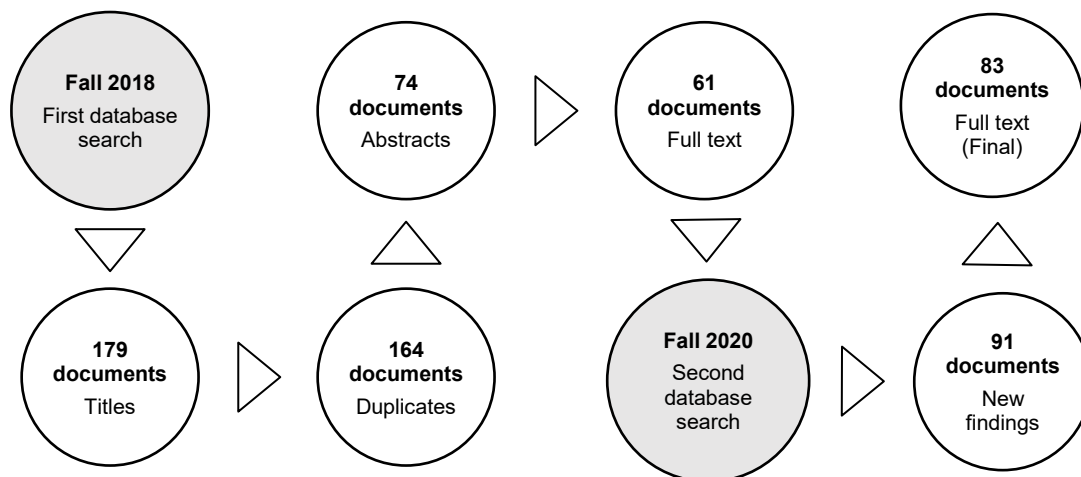 Fall 2018
First database
search
179
documents
Titles
164
documents
Duplicates
74
documents
Abstracts
61
documents
Full text
Fall 2020
Second
database
search
91
documents
New
findings
83
documents
Full text
(Final)